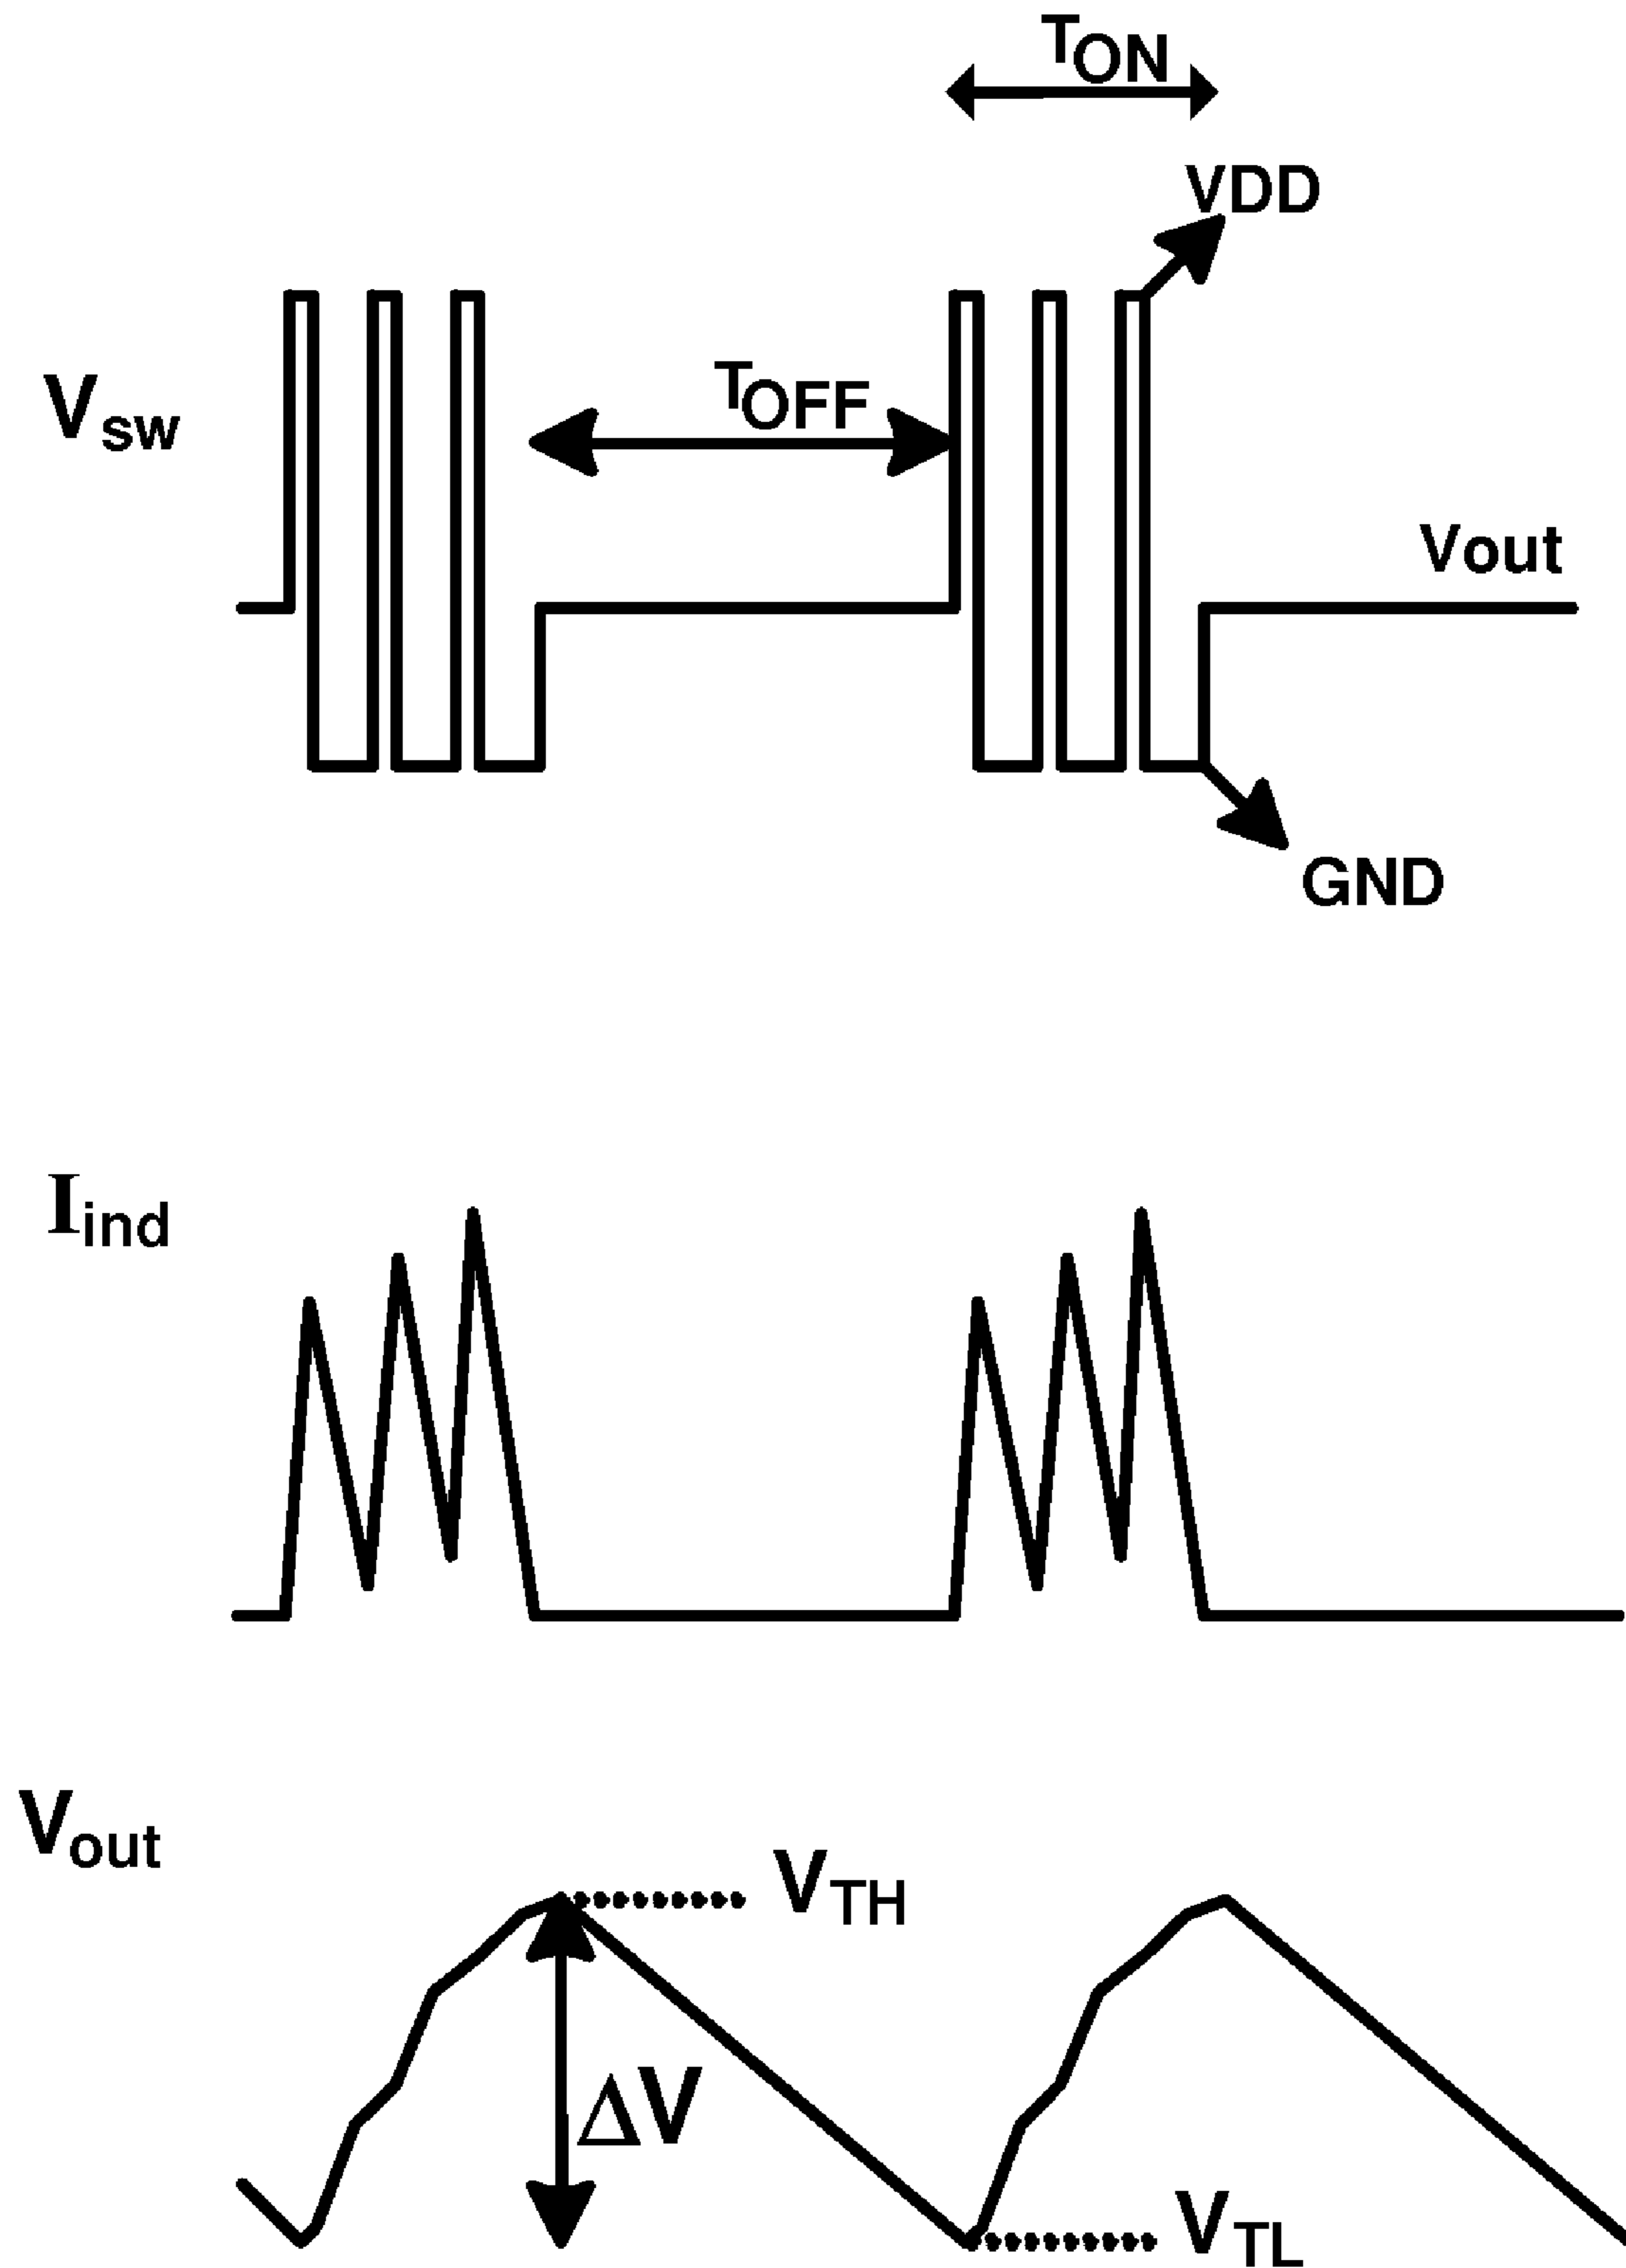 TON
VDD
Vsw
TOFF
Vout
GND
Iind
Vout
VTH
ΔV
VTL